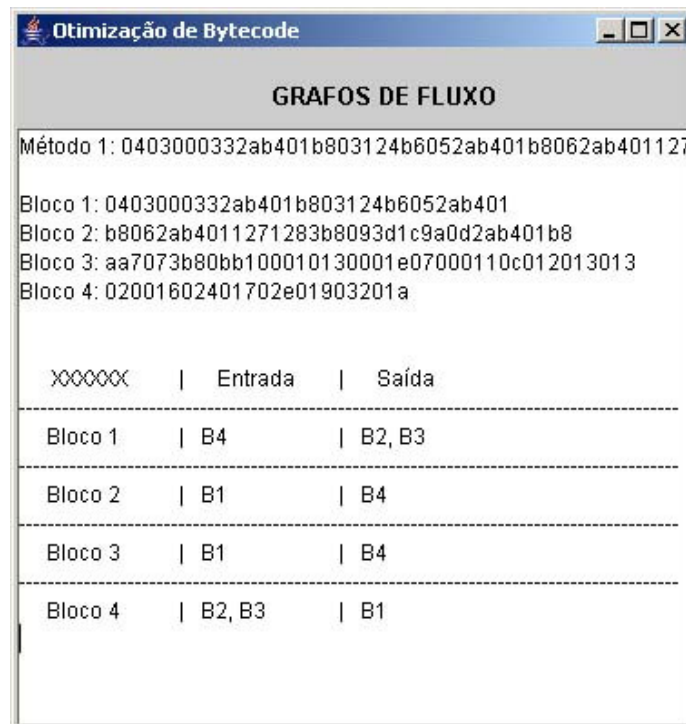 Otimização de Bytecode
GRAFOS DE FLUXO
Método 1: 0403000332ab401b803124b6052ab401b8062ab401127
Bloco 1: 0403000332ab401b803124b6052ab401
Bloco 2: b8062ab4011271283b8093d1c9a0d2ab401b8
Bloco 3: aa7073b80bb100010130001e07000110c012013013
Bloco 4: 02001602401702e01903201a
XXXXXX | Entrada | Saída
Bloco 1 | B4 | B2, B3
Bloco 2 | B1 | B4
Bloco 3 | B1 | B4
Bloco 4 | B2, B3 | B1